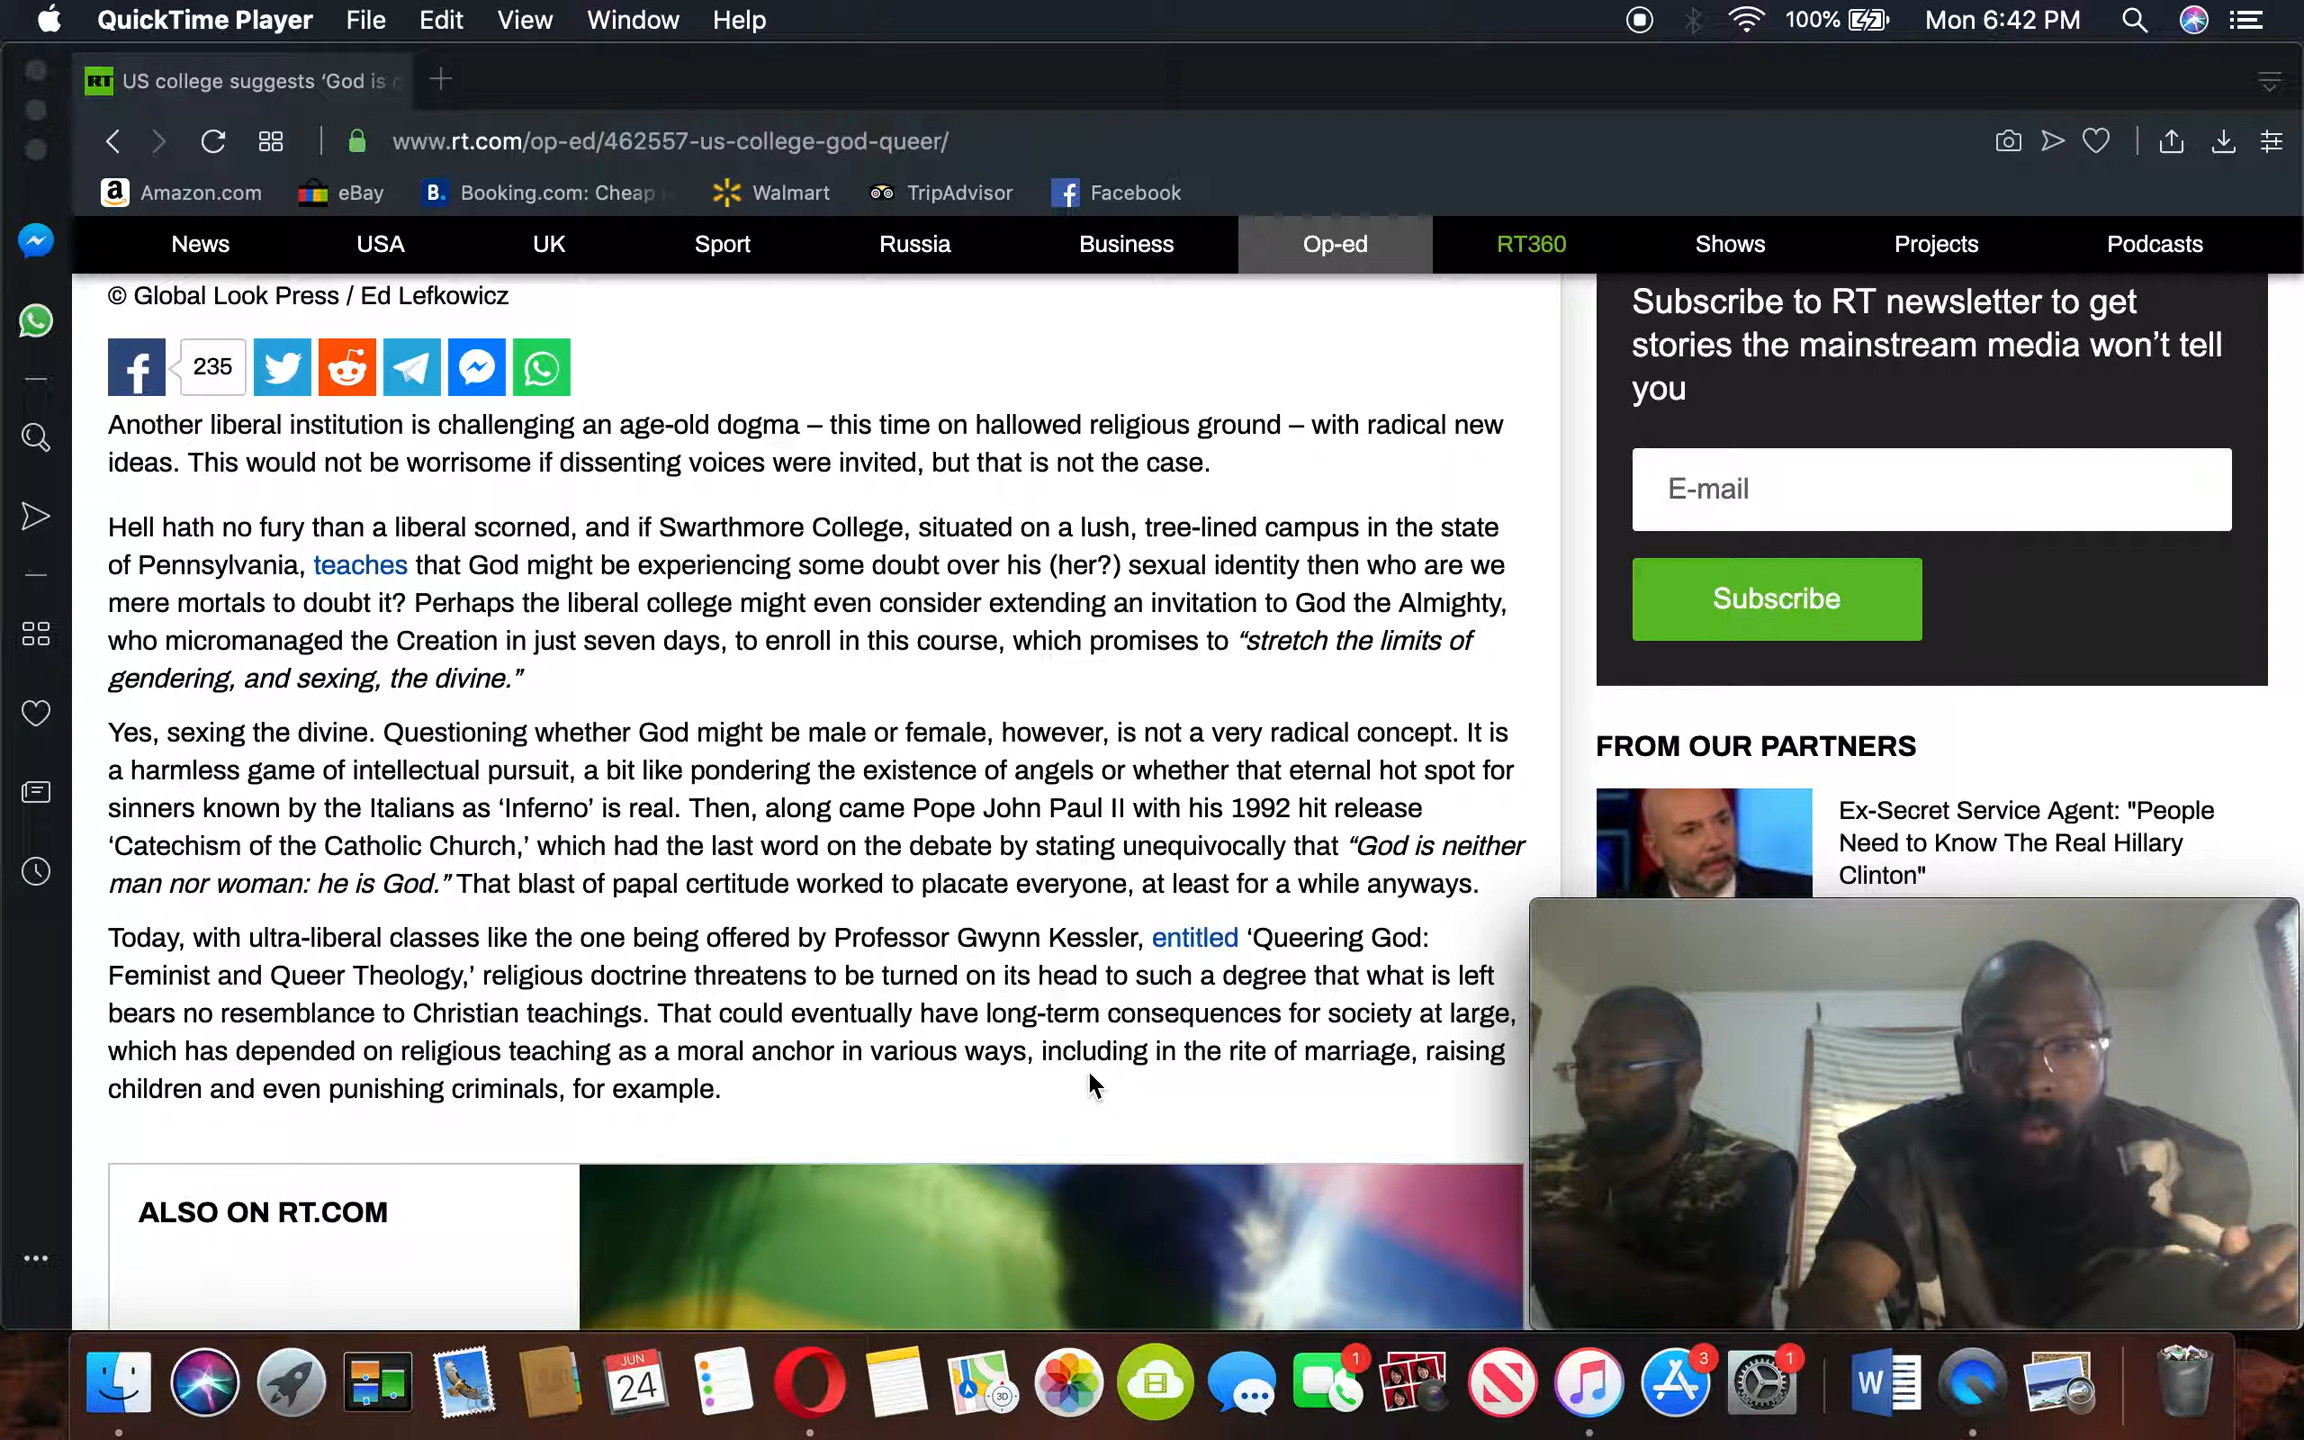 QuickTime Player File Edit View Window Help 100% Mon 6:42 PM
US college suggests ‘God is
www.rt.com/op-ed/462557-us-college-god-queer/
Amazon.com eBay Booking.com: Cheap Walmart TripAdvisor Facebook
News USA UK Sport Russia Business Op-ed RT360 Shows Projects Podcasts
© Global Look Press / Ed Lefkowicz
235
Another liberal institution is challenging an age-old dogma – this time on hallowed religious ground – with radical new
ideas. This would not be worrisome if dissenting voices were invited, but that is not the case.
Hell hath no fury than a liberal scorned, and if Swarthmore College, situated on a lush, tree-lined campus in the state
of Pennsylvania, teaches that God might be experiencing some doubt over his (her?) sexual identity then who are we
mere mortals to doubt it? Perhaps the liberal college might even consider extending an invitation to God the Almighty,
who micromanaged the Creation in just seven days, to enroll in this course, which promises to “stretch the limits of
gendering, and sexing, the divine.”
Yes, sexing the divine. Questioning whether God might be male or female, however, is not a very radical concept. It is
a harmless game of intellectual pursuit, a bit like pondering the existence of angels or whether that eternal hot spot for
sinners known by the Italians as ‘Inferno’ is real. Then, along came Pope John Paul II with his 1992 hit release
‘Catechism of the Catholic Church,’ which had the last word on the debate by stating unequivocally that “God is neither
man nor woman: he is God.” That blast of papal certitude worked to placate everyone, at least for a while anyways.
Today, with ultra-liberal classes like the one being offered by Professor Gwynn Kessler, entitled ‘Queering God:
Feminist and Queer Theology,’ religious doctrine threatens to be turned on its head to such a degree that what is left
bears no resemblance to Christian teachings. That could eventually have long-term consequences for society at large,
which has depended on religious teaching as a moral anchor in various ways, including in the rite of marriage, raising
children and even punishing criminals, for example.
ALSO ON RT.COM
Subscribe to RT newsletter to get
stories the mainstream media won’t tell
you
E-mail
Subscribe
FROM OUR PARTNERS
Ex-Secret Service Agent: "People
Need to Know The Real Hillary
Clinton"
JUN
24
3D
1
3
1
W